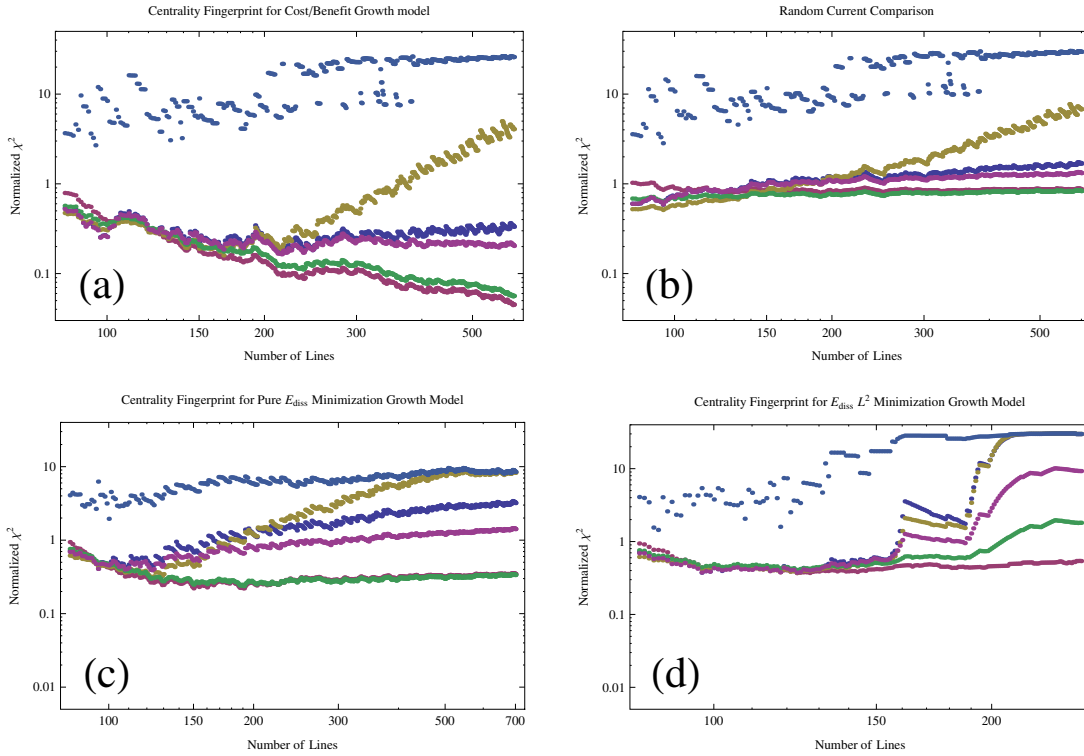 Centrality Fingerprint for Cost/Benefit Growth model
Normalized χ²
10
1
0.1
(a)
100 150 200 300 500
Number of Lines
Random Current Comparison
Normalized χ²
10
1
0.1
(b)
100 150 200 300 500
Number of Lines
Centrality Fingerprint for Pure E_diss Minimization Growth Model
Normalized χ²
10
1
0.1
0.01
(c)
100 150 200 300 500 700
Number of Lines
Centrality Fingerprint for E_diss L² Minimization Growth Model
Normalized χ²
10
1
0.1
0.01
(d)
100 150 200
Number of Lines